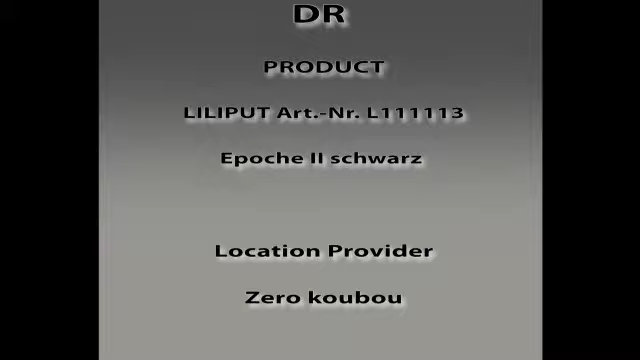 DR
PRODUCT
LILIPUT Art.-Nr. L111113
Epoche II schwarz
Location Provider
Zero koubou